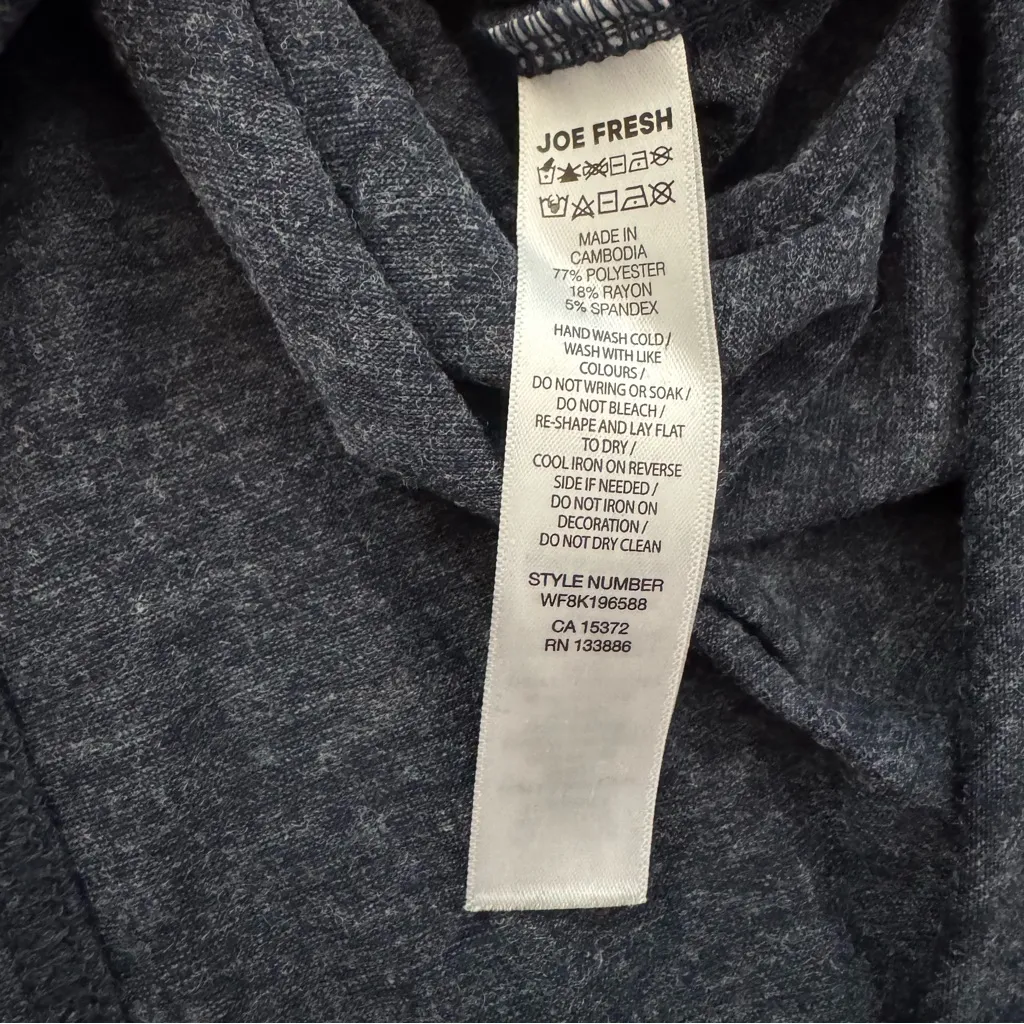 JOE FRESH
MADE IN
CAMBODIA
77% POLYESTER
18% RAYON
5% SPANDEX
HAND WASH COLD /
WASH WITH LIKE
COLOURS /
DO NOT WRING OR SOAK /
DO NOT BLEACH /
RE-SHAPE AND LAY FLAT
TO DRY /
COOL IRON ON REVERSE
SIDE IF NEEDED /
DO NOT IRON ON
DECORATION /
DO NOT DRY CLEAN
STYLE NUMBER
WF8K196588
CA 15372
RN 133886